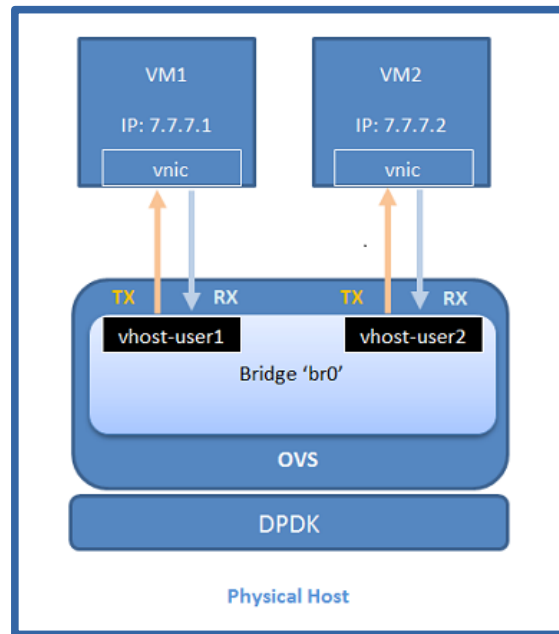 VM1
IP: 7.7.7.1
vnic
VM2
IP: 7.7.7.2
vnic
TX
RX
TX
RX
vhost-user1
vhost-user2
Bridge ‘br0’
OVS
DPDK
Physical Host